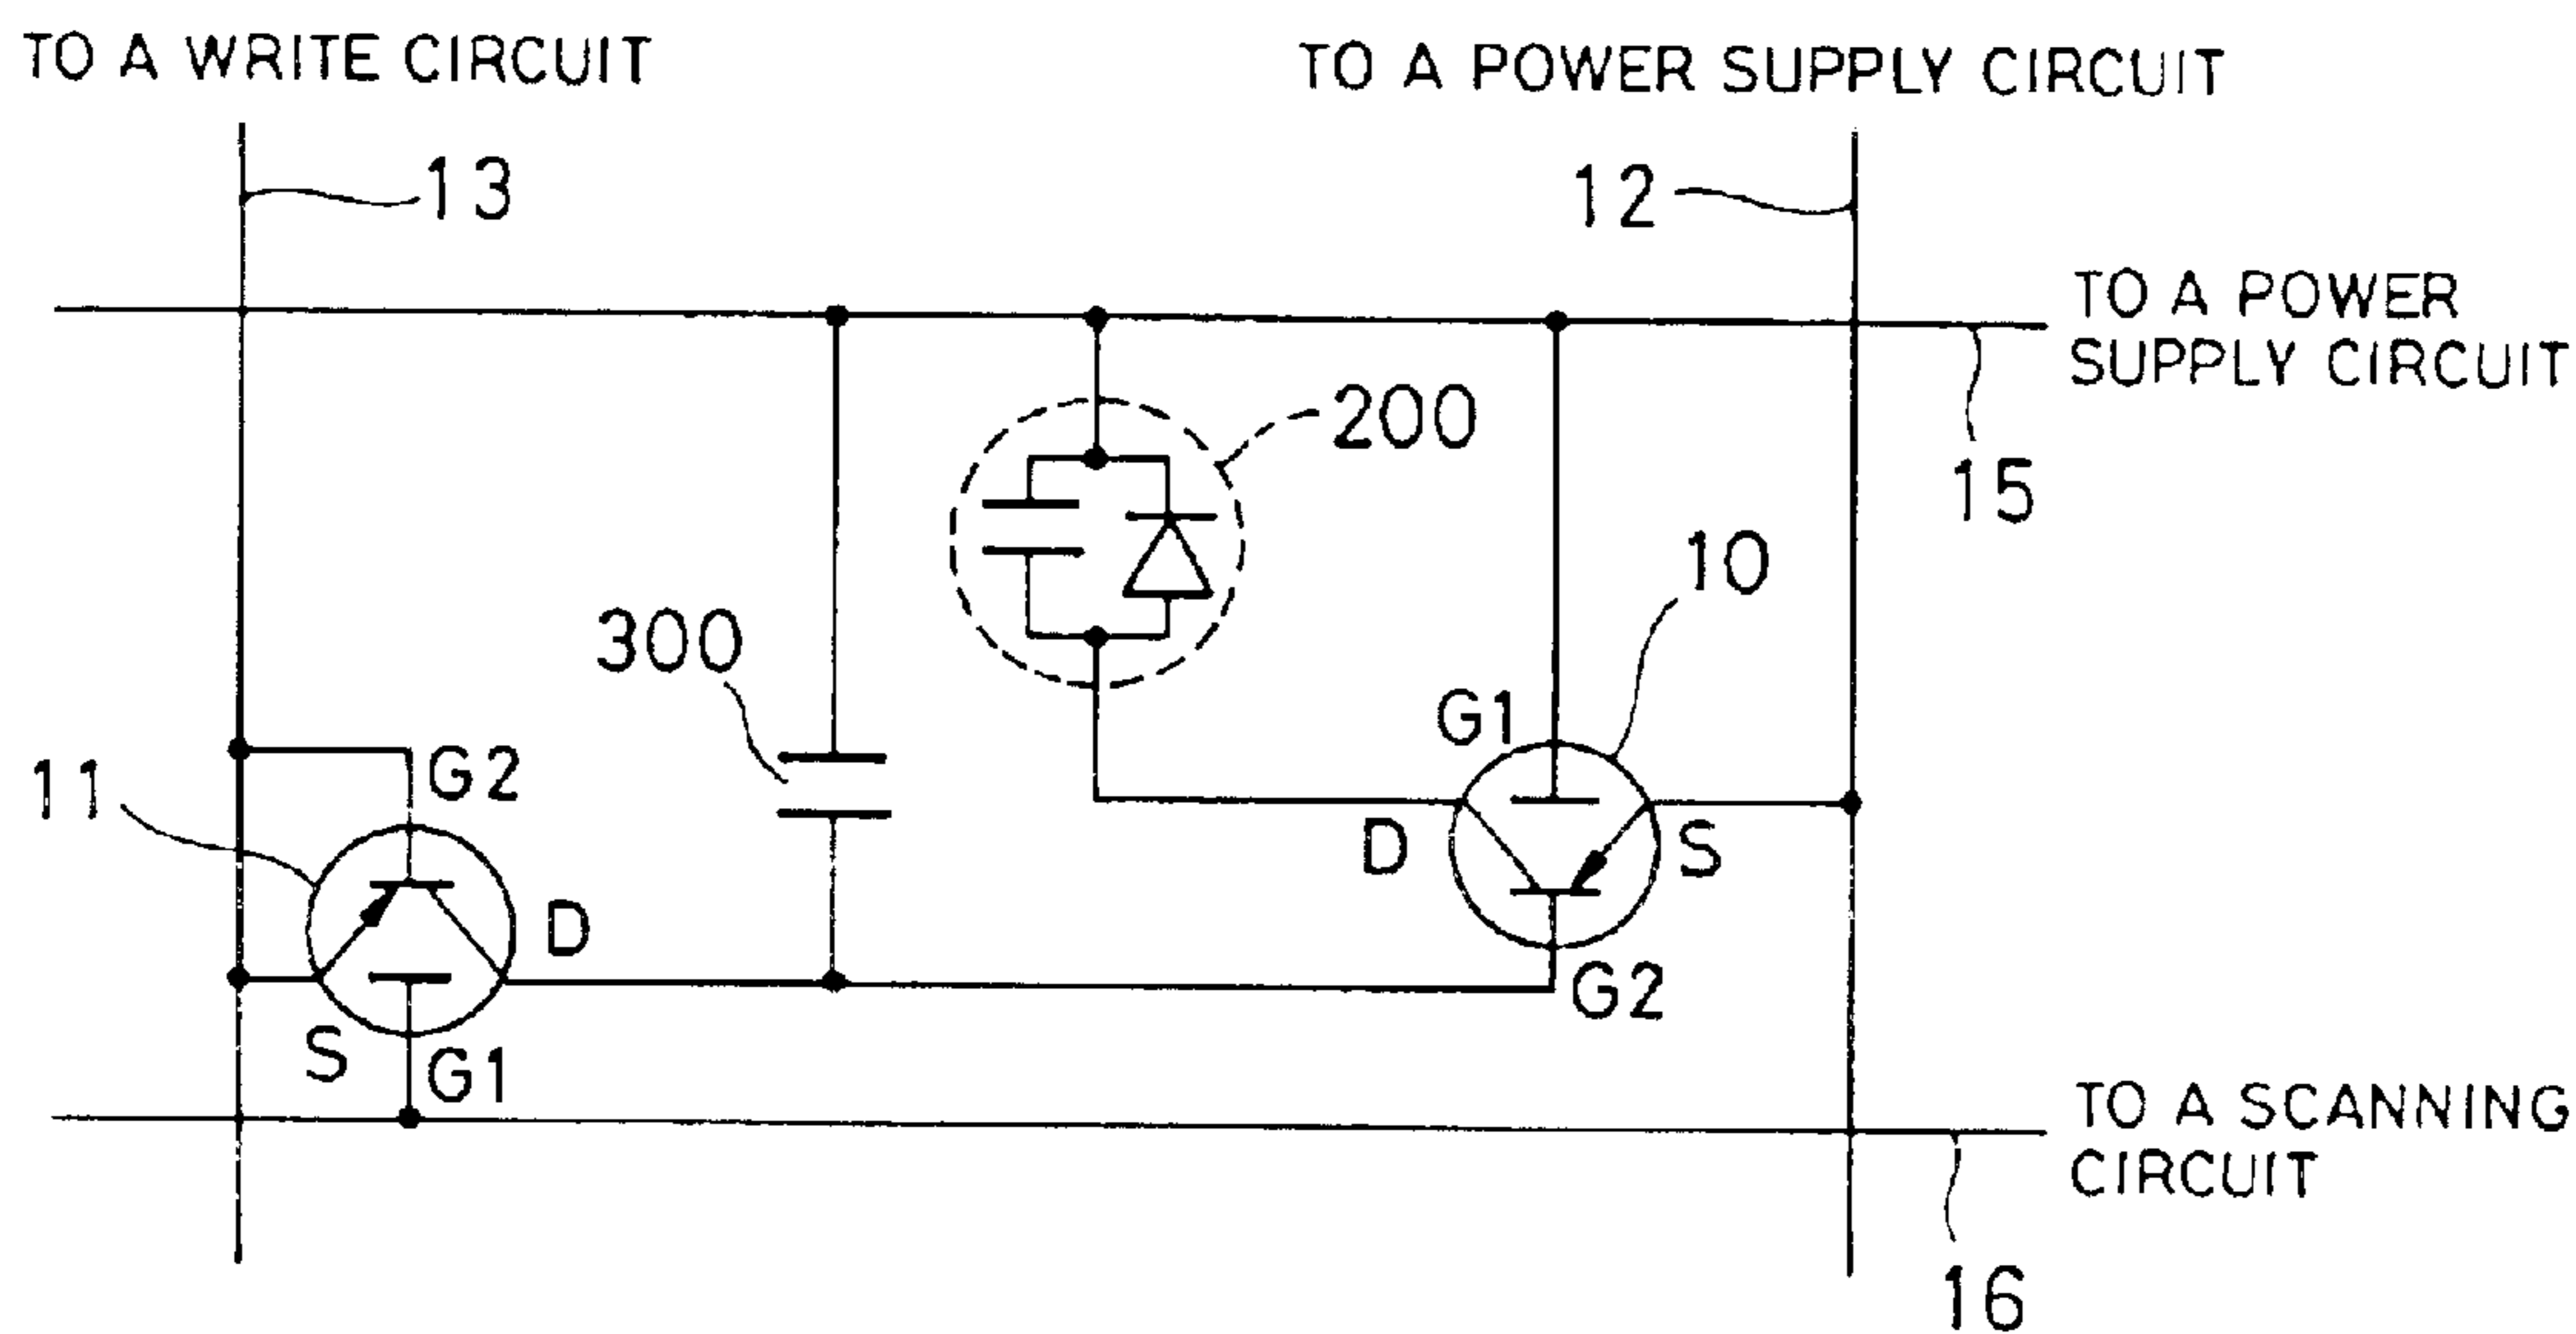 TO A WRITE CIRCUIT
TO A POWER SUPPLY CIRCUIT
13
12
TO A POWER
SUPPLY CIRCUIT
200
15
10
300
G1
G2
11
D
S
D
G2
S
G1
TO A SCANNING
CIRCUIT
16